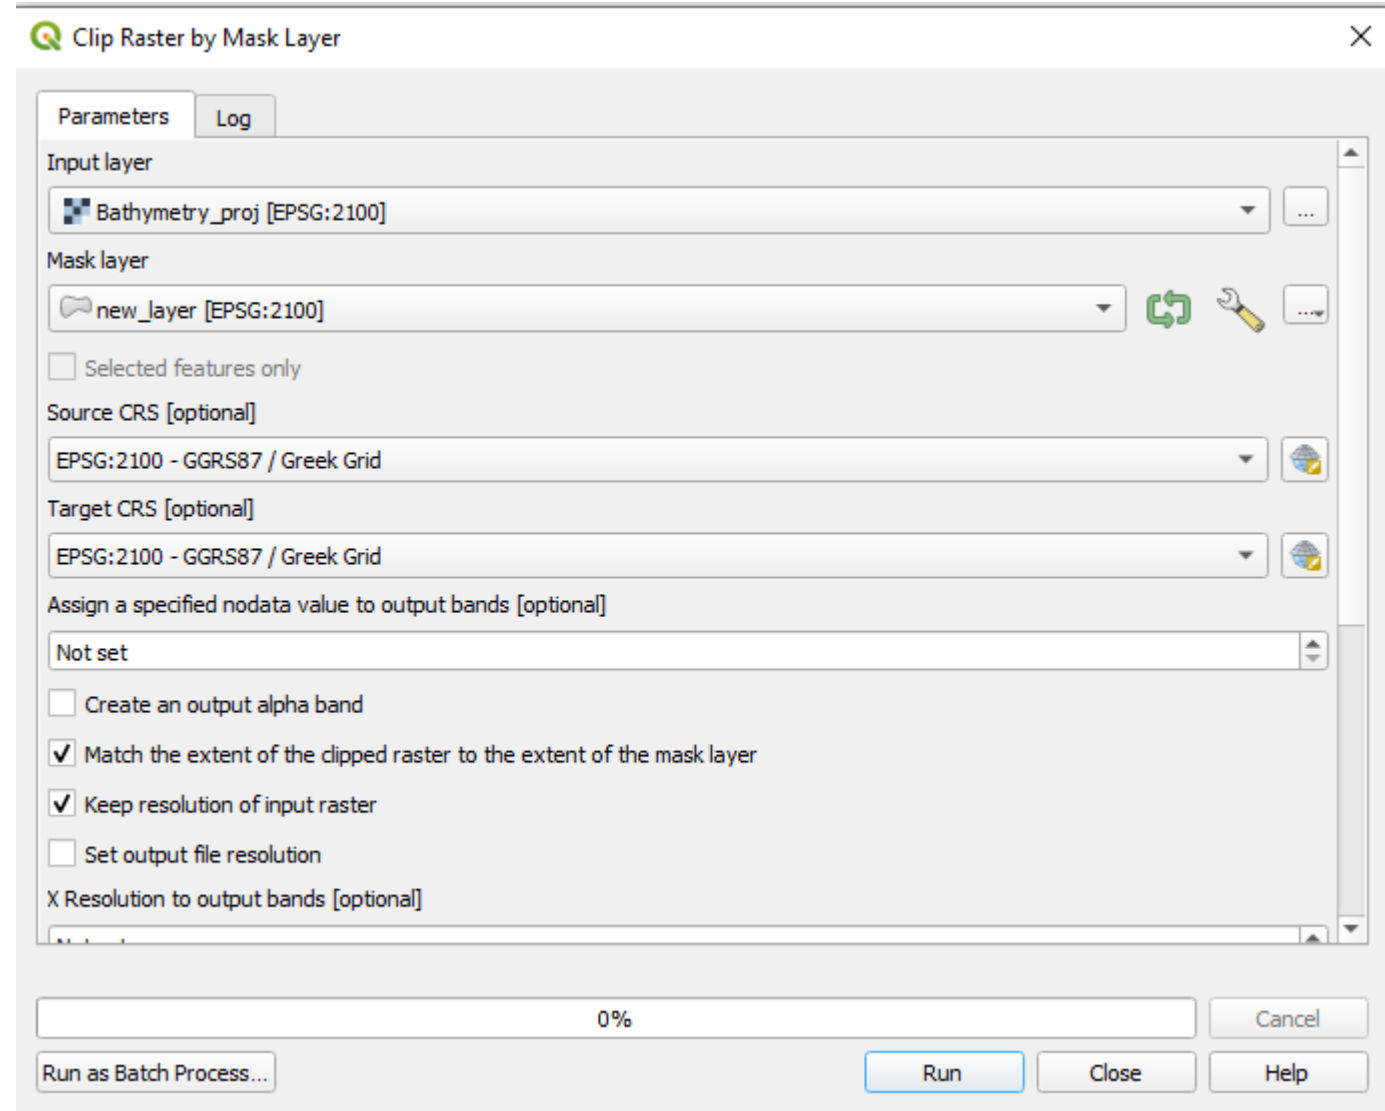 Clip Raster by Mask Layer
Parameters
Log
Input layer
Bathymetry_proj [EPSG:2100]
...
Mask layer
new_layer [EPSG:2100]
...
Selected features only
Source CRS [optional]
EPSG:2100 - GGRS87 / Greek Grid
Target CRS [optional]
EPSG:2100 - GGRS87 / Greek Grid
Assign a specified nodata value to output bands [optional]
Not set
Create an output alpha band
Match the extent of the clipped raster to the extent of the mask layer
Keep resolution of input raster
Set output file resolution
X Resolution to output bands [optional]
0%
Cancel
Run as Batch Process...
Run
Close
Help